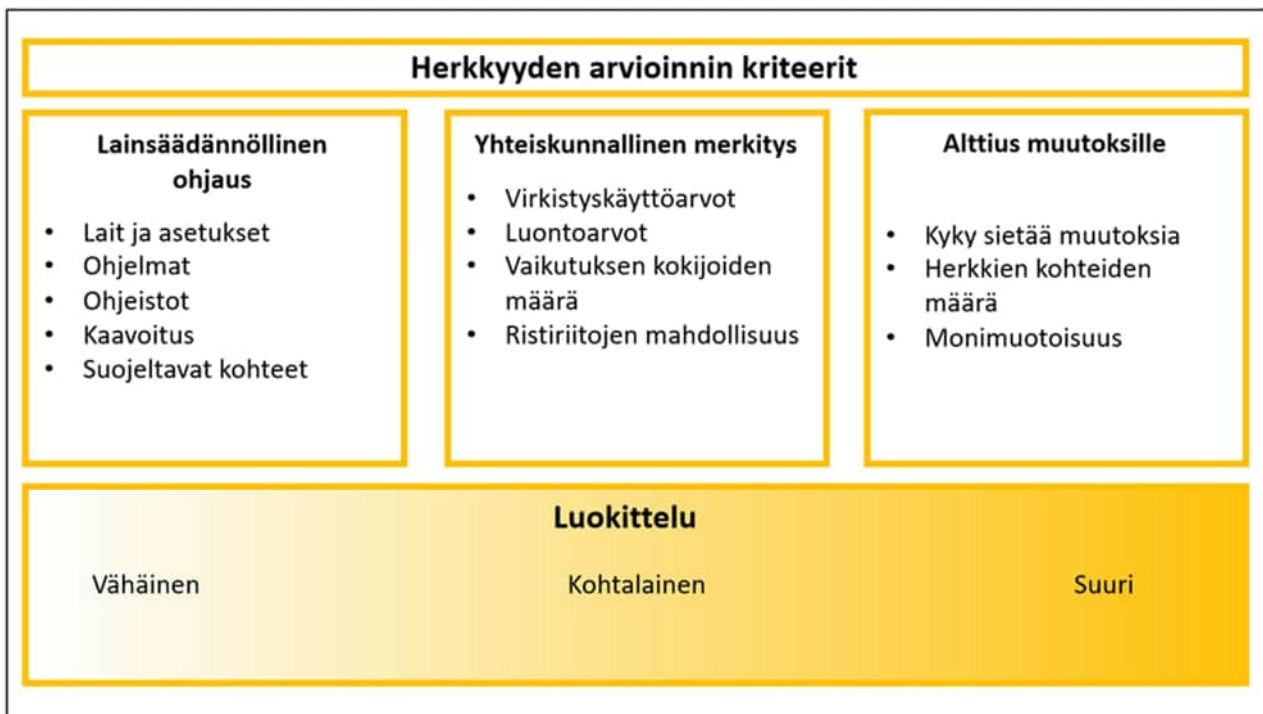 Herkkyyden arvioinnin kriteerit
Lainsäädännöllinen
ohjaus
• Lait ja asetukset
• Ohjelmat
• Ohjeistot
• Kaavoitus
• Suojeltavat kohteet
Yhteiskunnallinen merkitys
• Virkistyskäyttöarvot
• Luontoarvot
• Vaikutuksen kokijoiden
määrä
• Ristiriitojen mahdollisuus
Alttius muutoksille
• Kyky sietää muutoksia
• Herkkien kohteiden
määrä
• Monimuotoisuus
Luokittelu
Vähäinen
Kohtalainen
Suuri